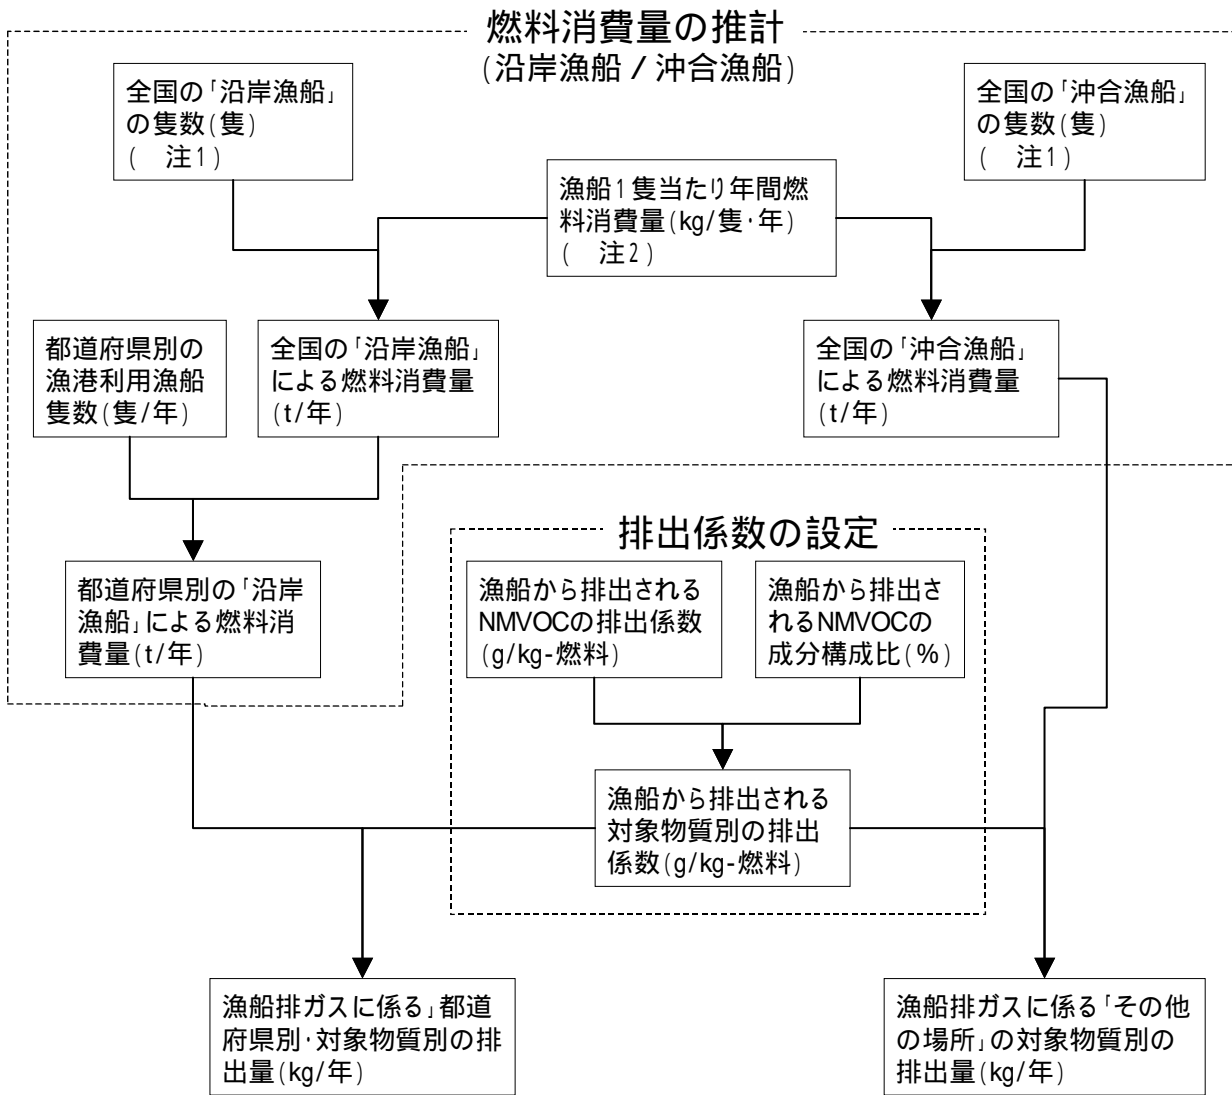 燃料消費量の推計
(沿岸漁船/沖合漁船)
全国の「沿岸漁船」
の隻数(隻)
(　注1)
全国の「沖合漁船」
の隻数(隻)
(　注1)
漁船1隻当たり年間燃
料消費量(kg/隻・年)
(　注2)
都道府県別の
漁港利用漁船
隻数(隻/年)
全国の「沿岸漁船」
による燃料消費量
(t/年)
全国の「沖合漁船」
による燃料消費量
(t/年)
排出係数の設定
都道府県別の「沿岸
漁船」による燃料消
費量(t/年)
漁船から排出される
NMVOCの排出係数
(g/kg-燃料)
漁船から排出さ
れるNMVOCの
成分構成比(%)
漁船から排出される
対象物質別の排出
係数(g/kg-燃料)
漁船排ガスに係る」都道
府県別・対象物質別の排
出量(kg/年)
漁船排ガスに係る「その他
の場所」の対象物質別の
排出量(kg/年)